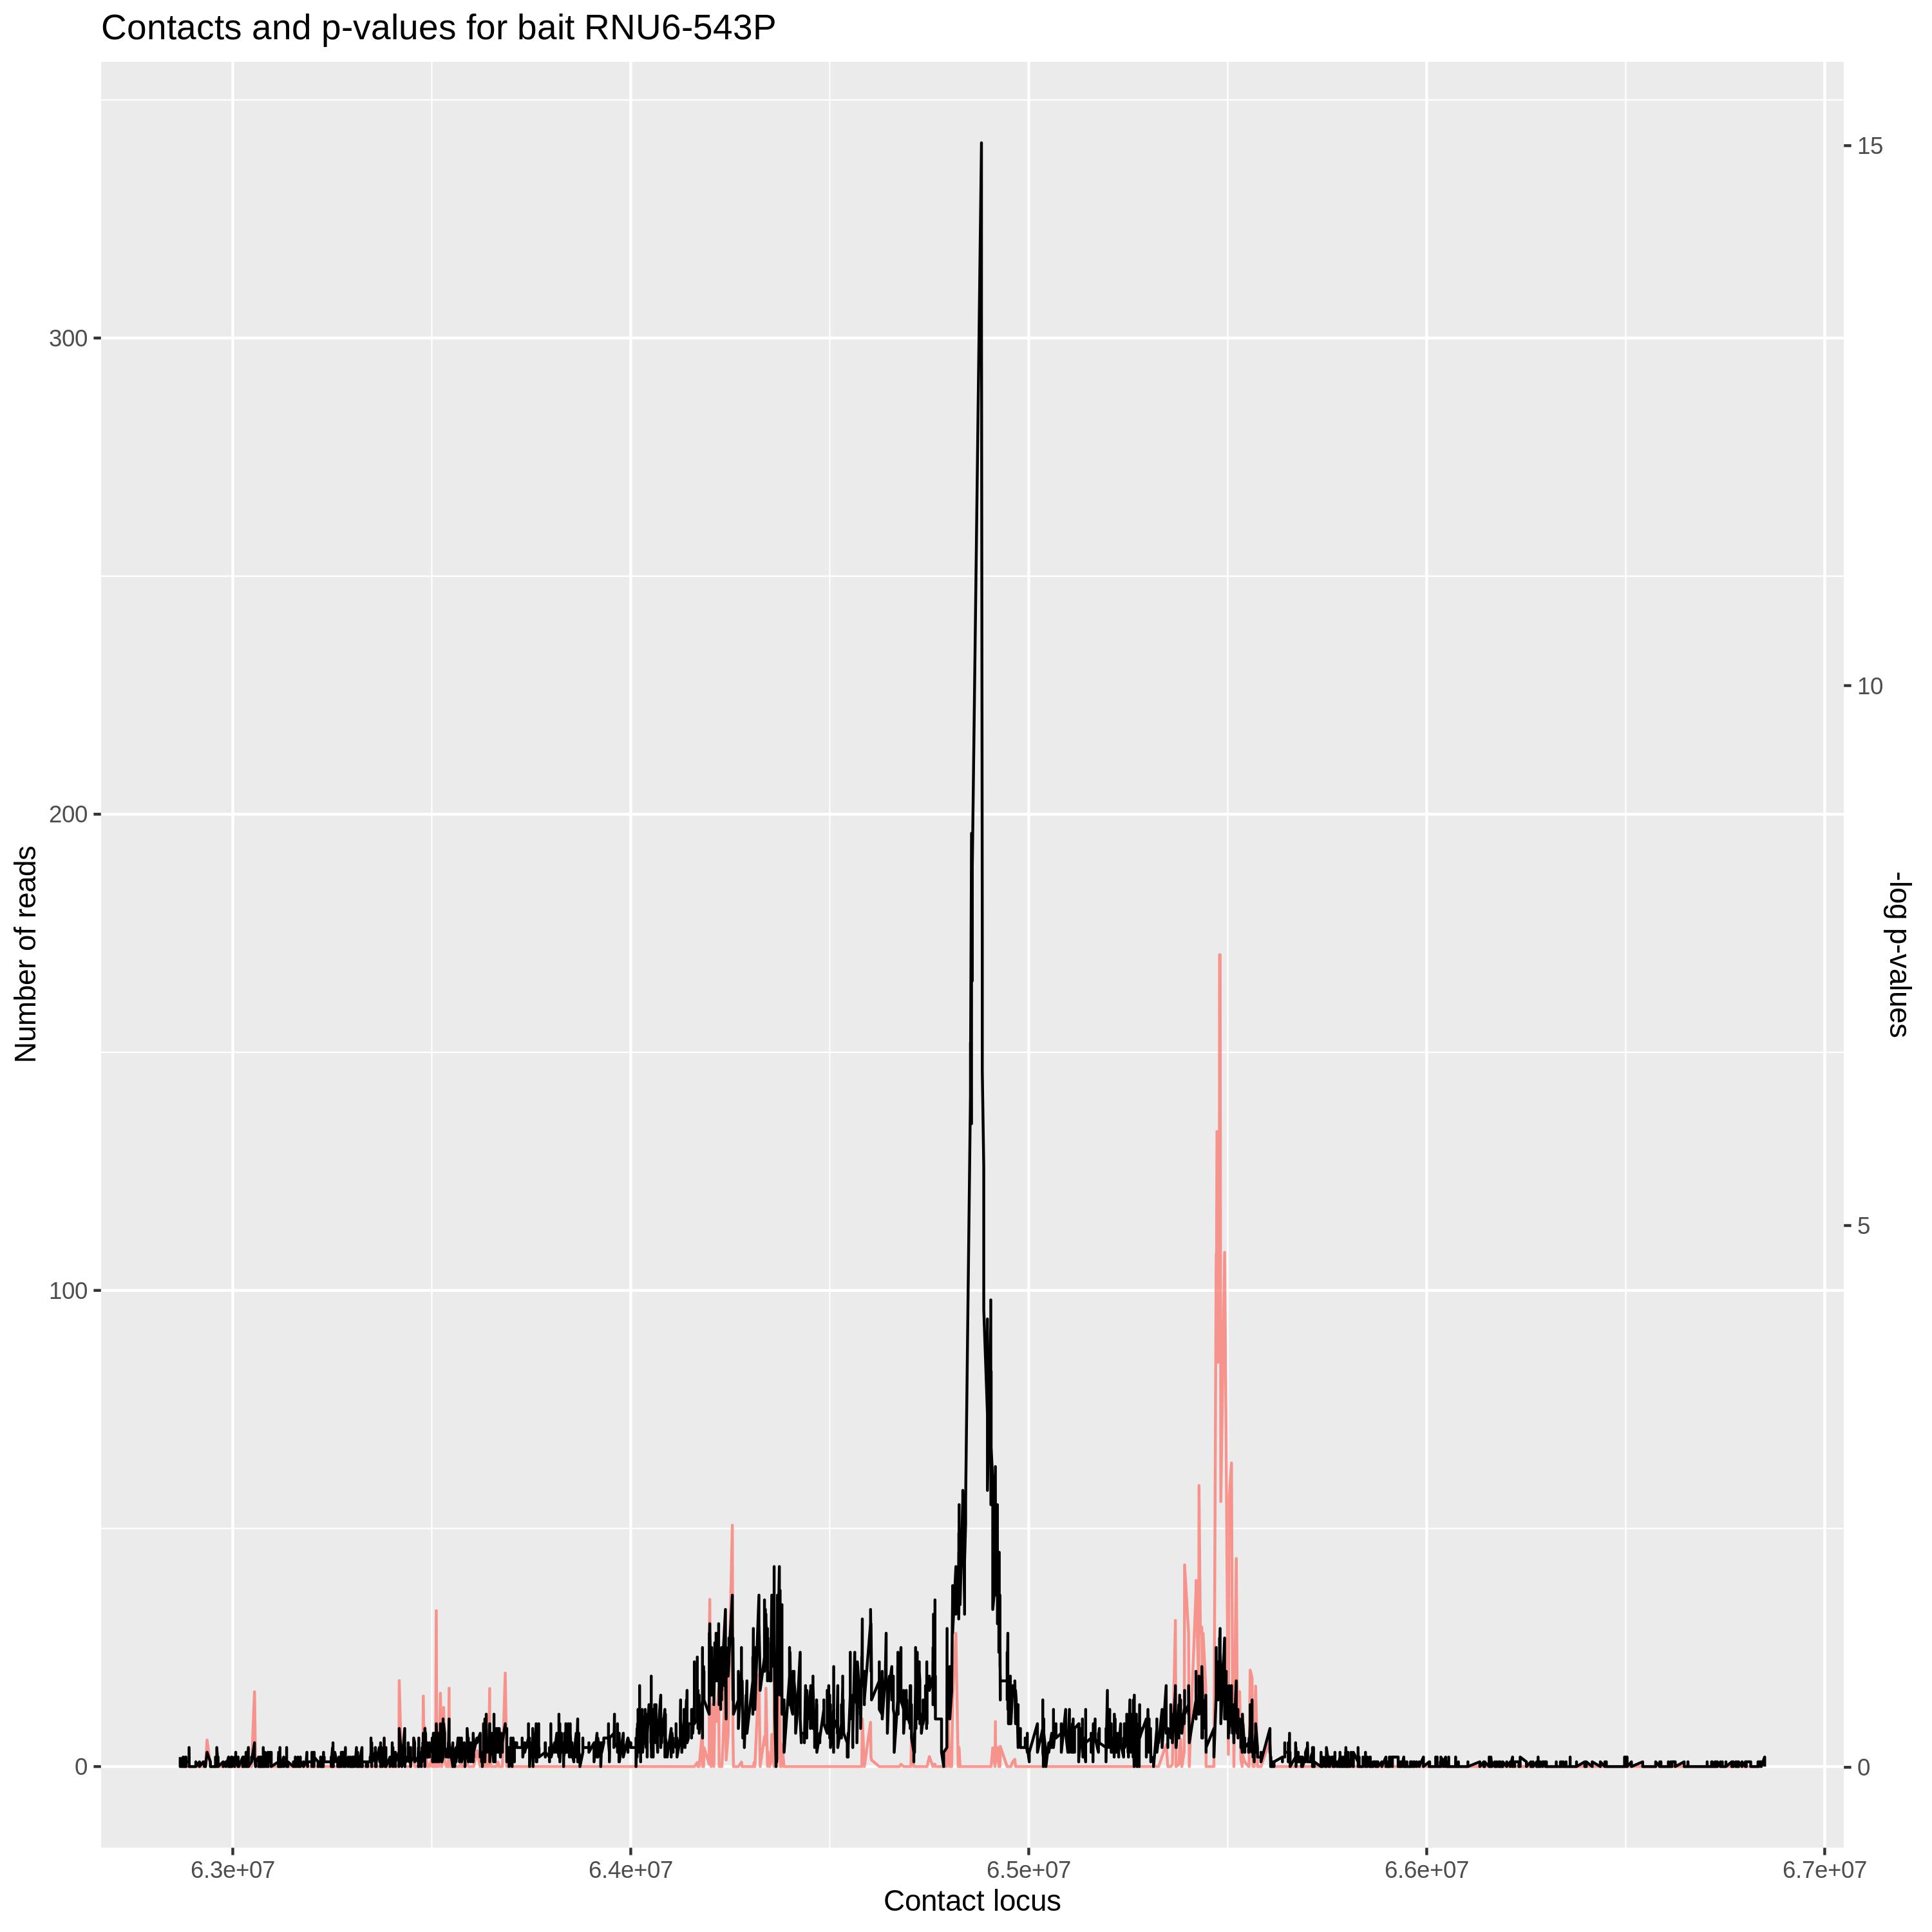 Contacts and p-values for bait RNU6-543P
15
300
10
200
Number of reads
-log p-values
5
100
0
0
6.3e+07 6.4e+07 6.5e+07 6.6e+07 6.7e+07
Contact locus